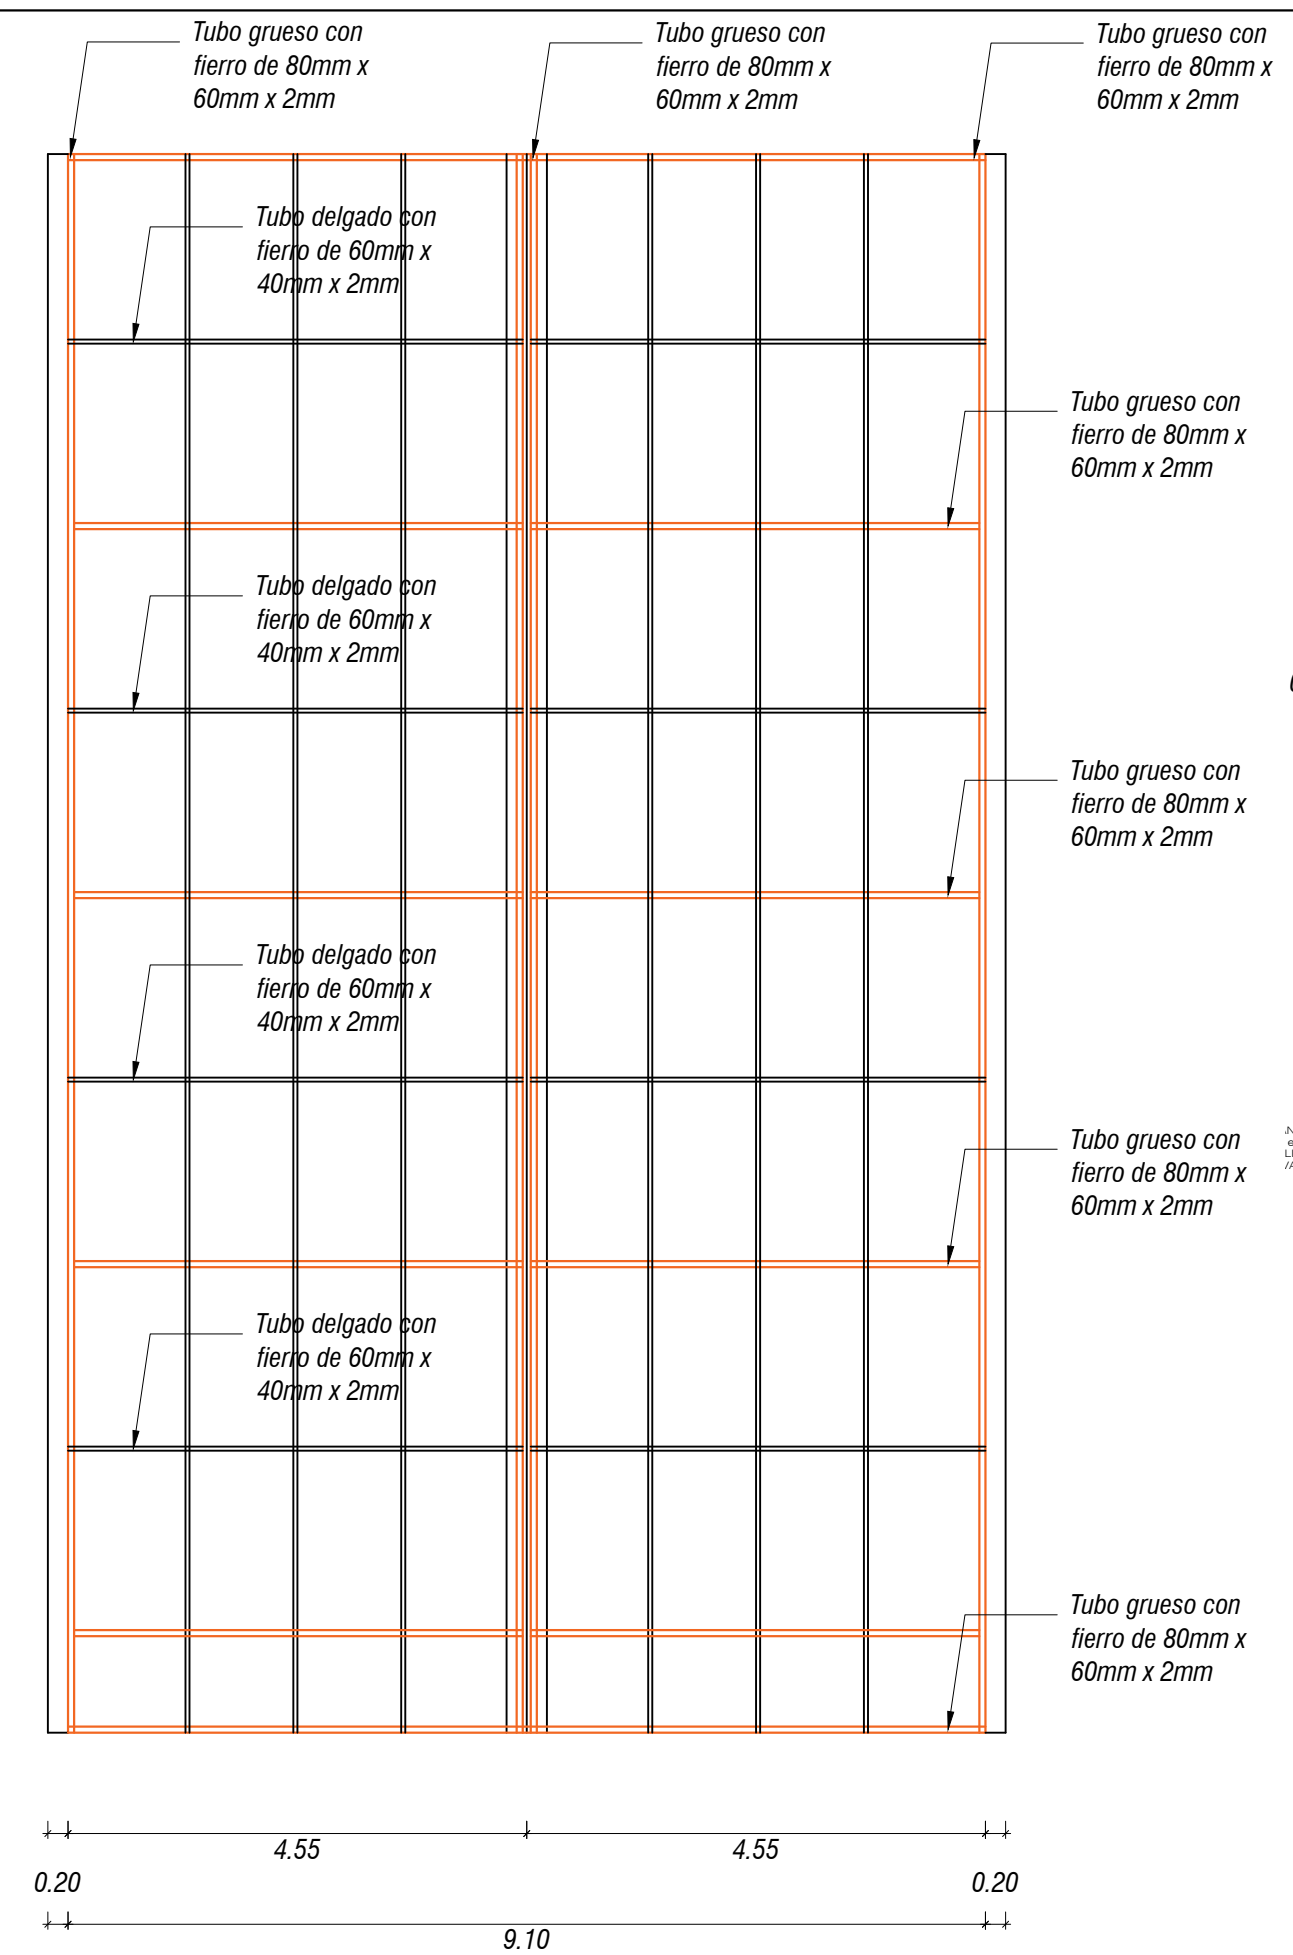 Tubo grueso con
fierro de 80mm x
60mm x 2mm
Tubo grueso con
fierro de 80mm x
60mm x 2mm
Tubo grueso con
fierro de 80mm x
60mm x 2mm
Tubo delgado con
fierro de 60mm x
40mm x 2mm
Tubo grueso con
fierro de 80mm x
60mm x 2mm
Tubo delgado con
fierro de 60mm x
40mm x 2mm
Tubo grueso con
fierro de 80mm x
60mm x 2mm
Tubo delgado con
fierro de 60mm x
40mm x 2mm
Tubo grueso con
fierro de 80mm x
60mm x 2mm
Tubo delgado con
fierro de 60mm x
40mm x 2mm
Tubo grueso con
fierro de 80mm x
60mm x 2mm
4.55
4.55
0.20
0.20
9.10